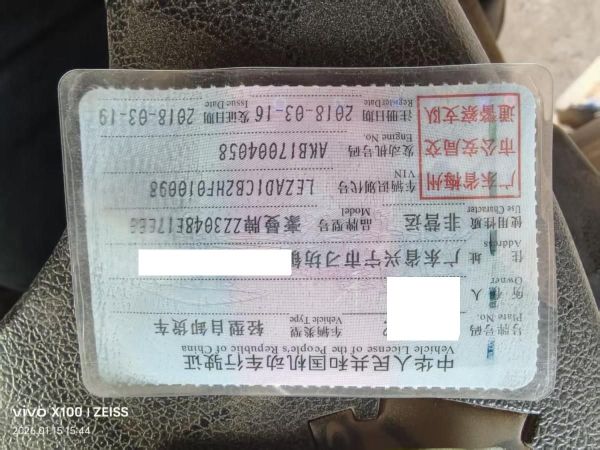 中华人民共和国机动车行驶证
Vehicle License of the People's Republic of China
号牌号码
Plate No.
车辆类型 轻型自卸货车
Vehicle Type
所有人
Owner
住址 广东省兴宁市刁坊镇
Address
使用性质 非营运
Use Character
品牌型号 豪曼牌ZZ3048E17EB
Model
车辆识别代号 LEZAD1CB2HF010098
VIN
发动机号码 AKB17004058
Engine No.
注册日期 2018-03-16
Register Date
发证日期 2018-03-19
Issue Date
广东省梅州
市公安局交
通警察支队
vivo X100 | ZEISS
2026.01.15 15:44